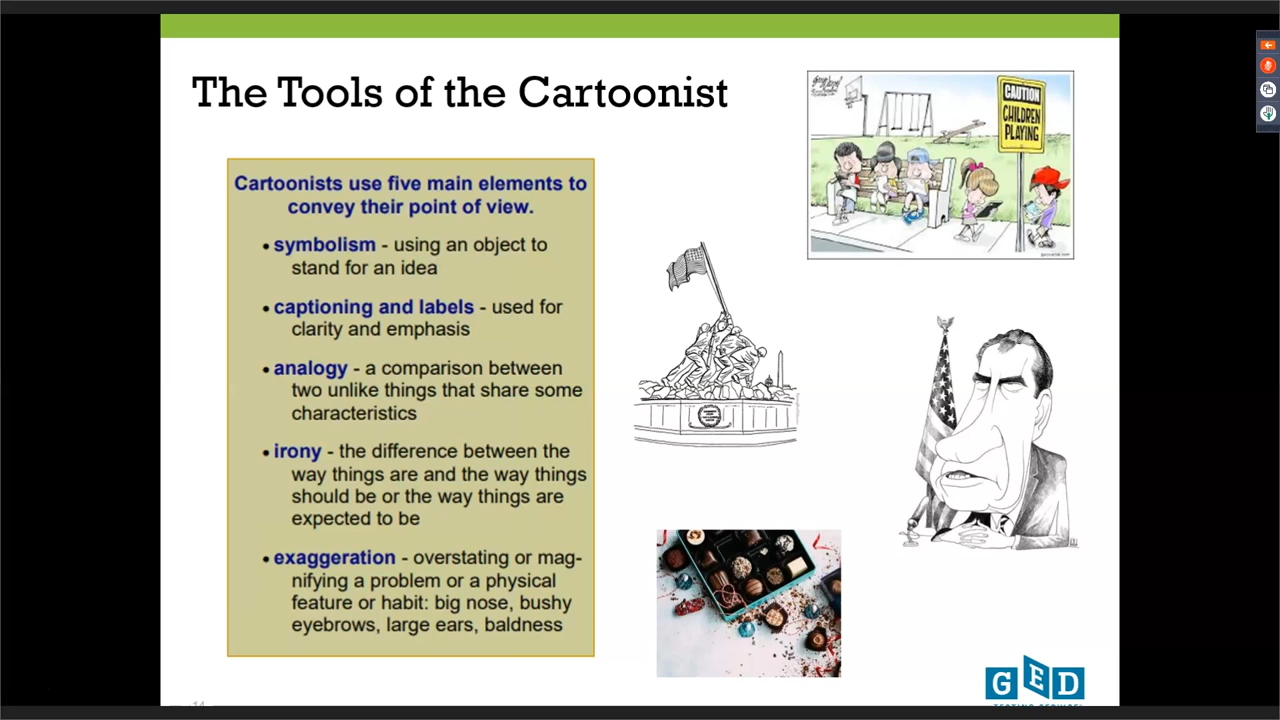 The Tools of the Cartoonist
Cartoonists use five main elements to
convey their point of view.
• symbolism - using an object to
stand for an idea
• captioning and labels - used for
clarity and emphasis
• analogy - a comparison between
two unlike things that share some
characteristics
• irony - the difference between the
way things are and the way things
should be or the way things are
expected to be
• exaggeration - overstating or mag-
nifying a problem or a physical
feature or habit: big nose, bushy
eyebrows, large ears, baldness
CAUTION
CHILDREN
PLAYING
14
GED
TESTING SERVICE